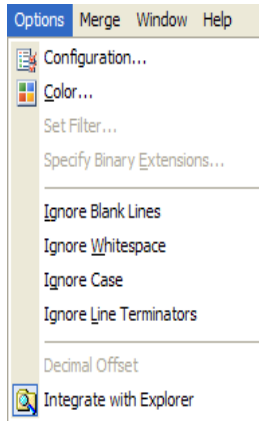 Options Merge Window Help
Configuration...
Color...
Set Filter...
Specify Binary Extensions...
Ignore Blank Lines
Ignore Whitespace
Ignore Case
Ignore Line Terminators
Decimal Offset
Integrate with Explorer